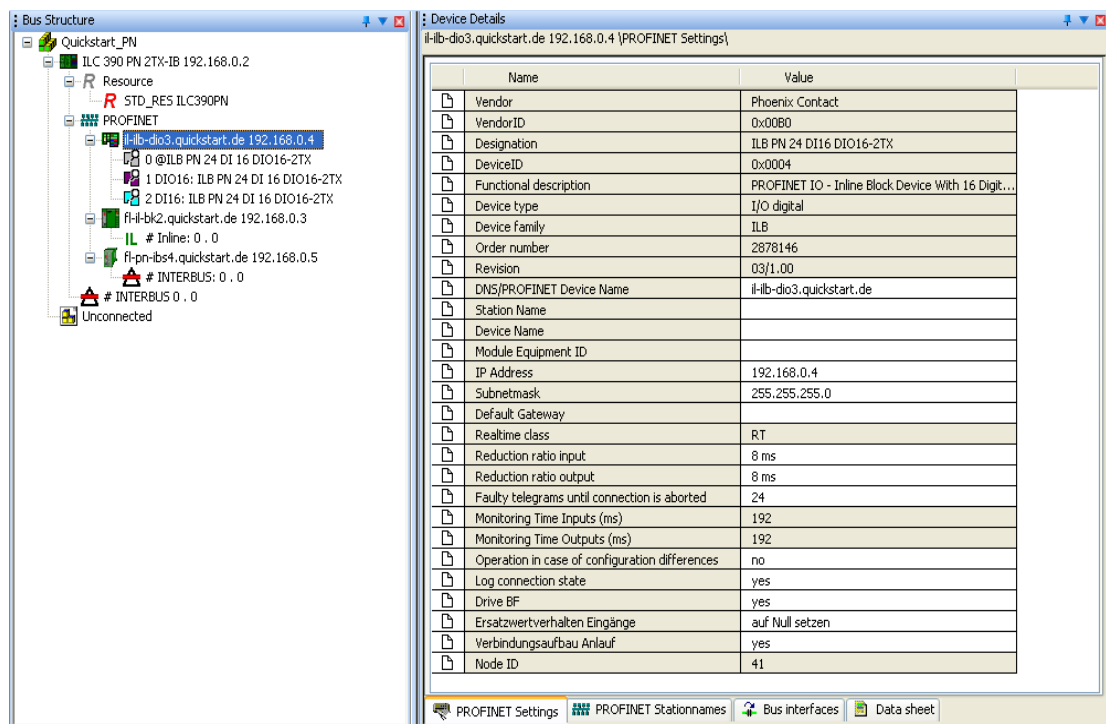 Bus Structure
Quickstart_PN
ILC 390 PN 2TX-IB 192.168.0.2
R Resource
R STD_RES ILC390PN
PROFINET
il-ilb-dio3.quickstart.de 192.168.0.4
0 @ILB PN 24 DI 16 DIO16-2TX
1 DIO16: ILB PN 24 DI 16 DIO16-2TX
2 DI16: ILB PN 24 DI 16 DIO16-2TX
fl-il-bk2.quickstart.de 192.168.0.3
IL # Inline: 0 . 0
fl-pn-ibs4.quickstart.de 192.168.0.5
# INTERBUS: 0 . 0
# INTERBUS 0 . 0
Unconnected
Device Details
il-ilb-dio3.quickstart.de 192.168.0.4 \PROFINET Settings\
Name Value
Vendor Phoenix Contact
VendorID 0x00B0
Designation ILB PN 24 DI16 DIO16-2TX
DeviceID 0x0004
Functional description PROFINET IO - Inline Block Device With 16 Digit...
Device type I/O digital
Device family ILB
Order number 2878146
Revision 03/1.00
DNS/PROFINET Device Name il-ilb-dio3.quickstart.de
Station Name
Device Name
Module Equipment ID
IP Address 192.168.0.4
Subnetmask 255.255.255.0
Default Gateway
Realtime class RT
Reduction ratio input 8 ms
Reduction ratio output 8 ms
Faulty telegrams until connection is aborted 24
Monitoring Time Inputs (ms) 192
Monitoring Time Outputs (ms) 192
Operation in case of configuration differences no
Log connection state yes
Drive BF yes
Ersatzwertverhalten Eingänge auf Null setzen
Verbindungsaufbau Anlauf yes
Node ID 41
PROFINET Settings PROFINET Stationnames Bus interfaces Data sheet